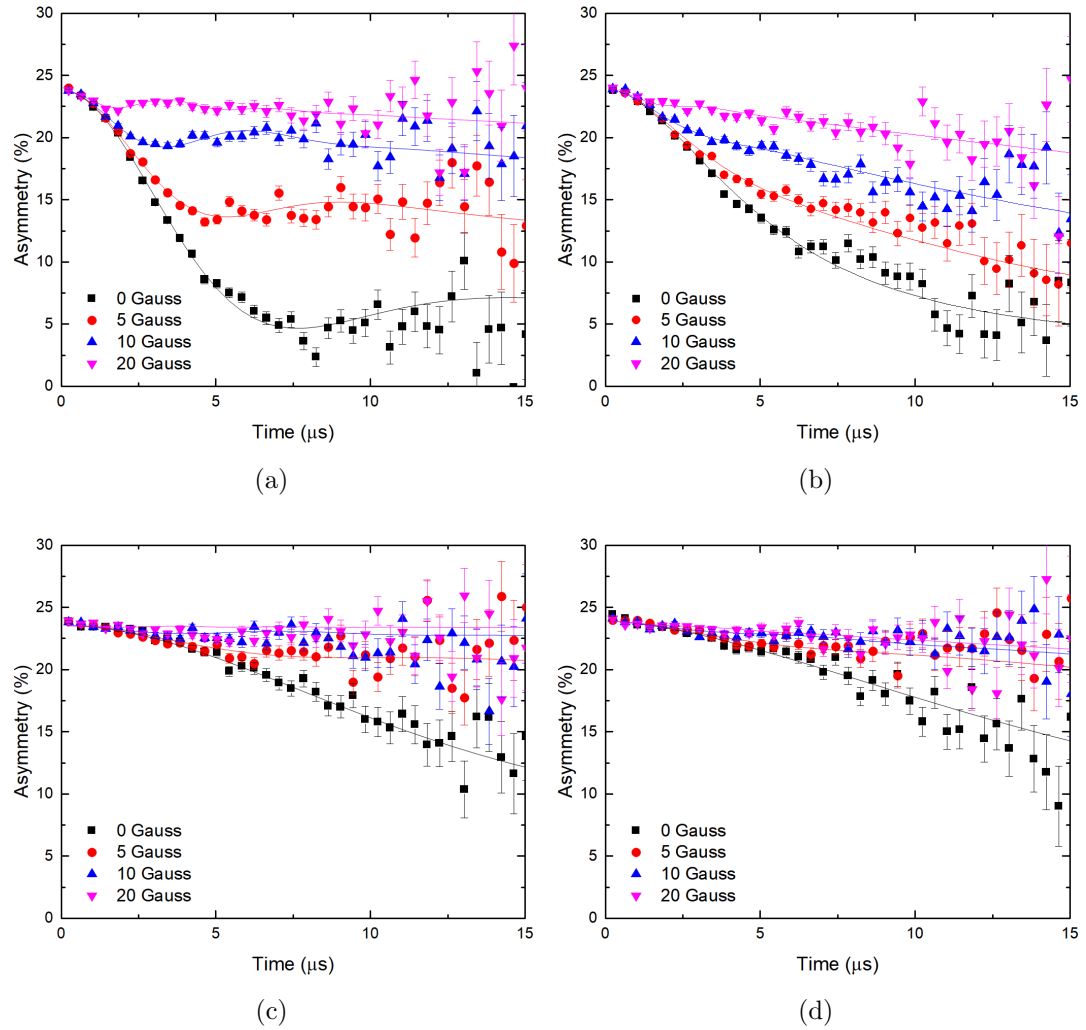 30
25
20
15
10
5
0
Asymmetry (%)
0 Gauss
5 Gauss
10 Gauss
20 Gauss
0 5 10 15
Time (μs)
(a)
30
25
20
15
10
5
0
Asymmetry (%)
0 Gauss
5 Gauss
10 Gauss
20 Gauss
0 5 10 15
Time (μs)
(b)
30
25
20
15
10
5
0
Asymmetry (%)
0 Gauss
5 Gauss
10 Gauss
20 Gauss
0 5 10 15
Time (μs)
(c)
30
25
20
15
10
5
0
Asymmetry (%)
0 Gauss
5 Gauss
10 Gauss
20 Gauss
0 5 10 15
Time (μs)
(d)